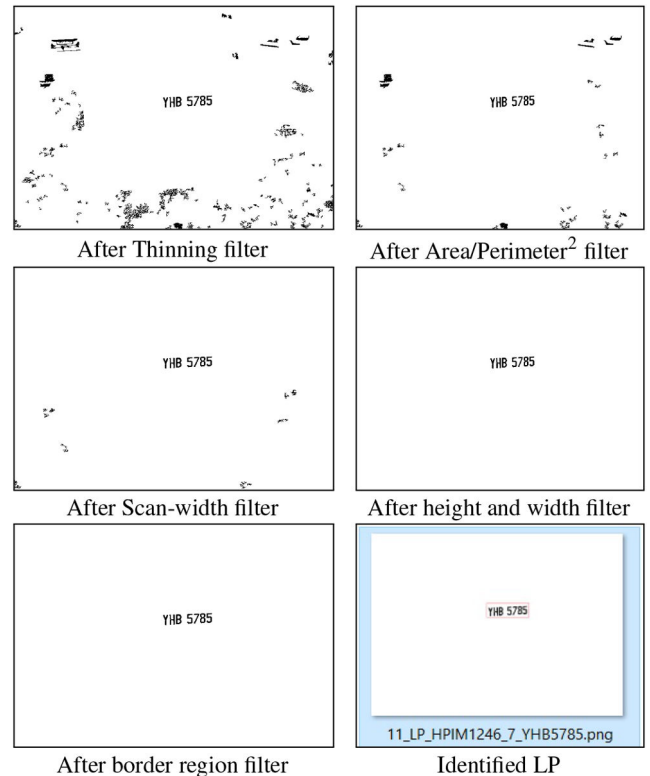 YHB 5785
YHB 5785
After Thinning filter
After Area/Perimeter² filter
YHB 5785
YHB 5785
After Scan-width filter
After height and width filter
YHB 5785
YHB 5785
11_LP_HPIM1246_7_YHB5785.png
After border region filter
Identified LP